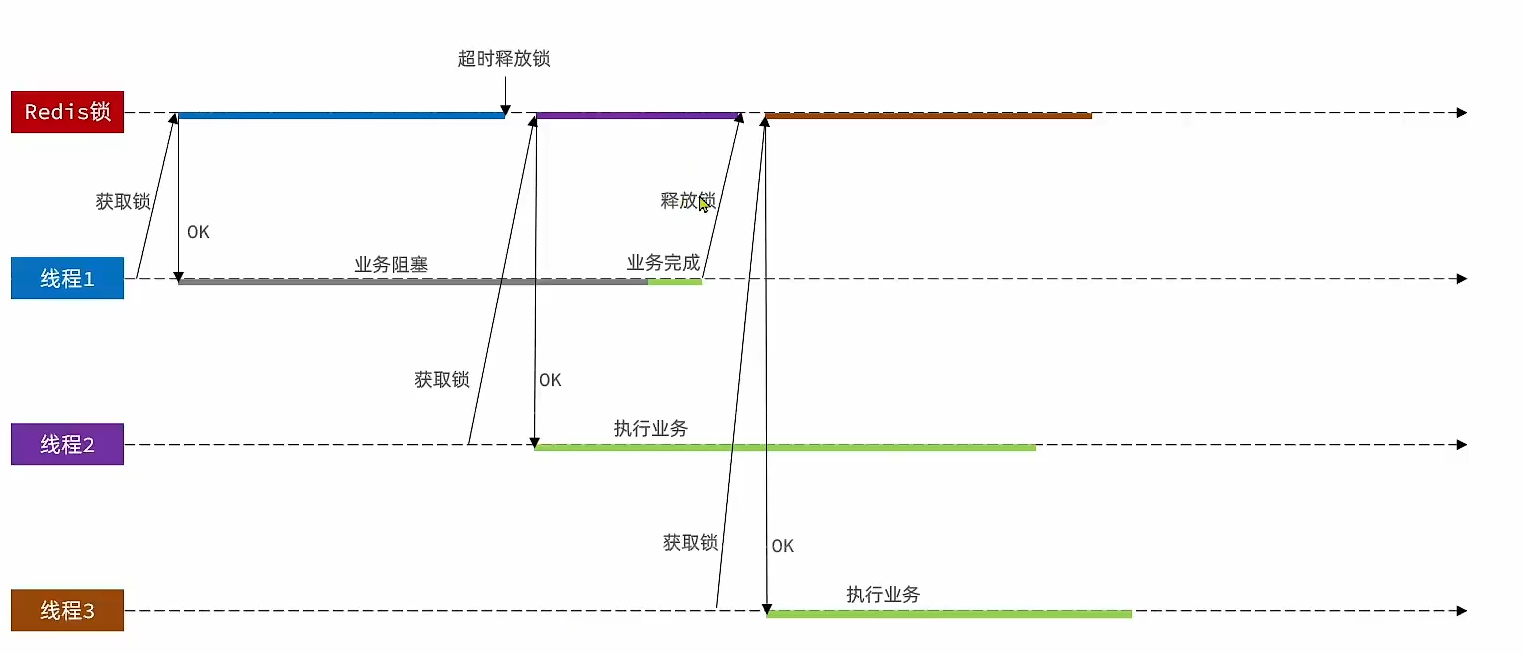 超时释放锁
Redis锁
获取锁
OK
释放锁
业务阻塞
业务完成
线程1
获取锁
OK
执行业务
线程2
获取锁
OK
执行业务
线程3